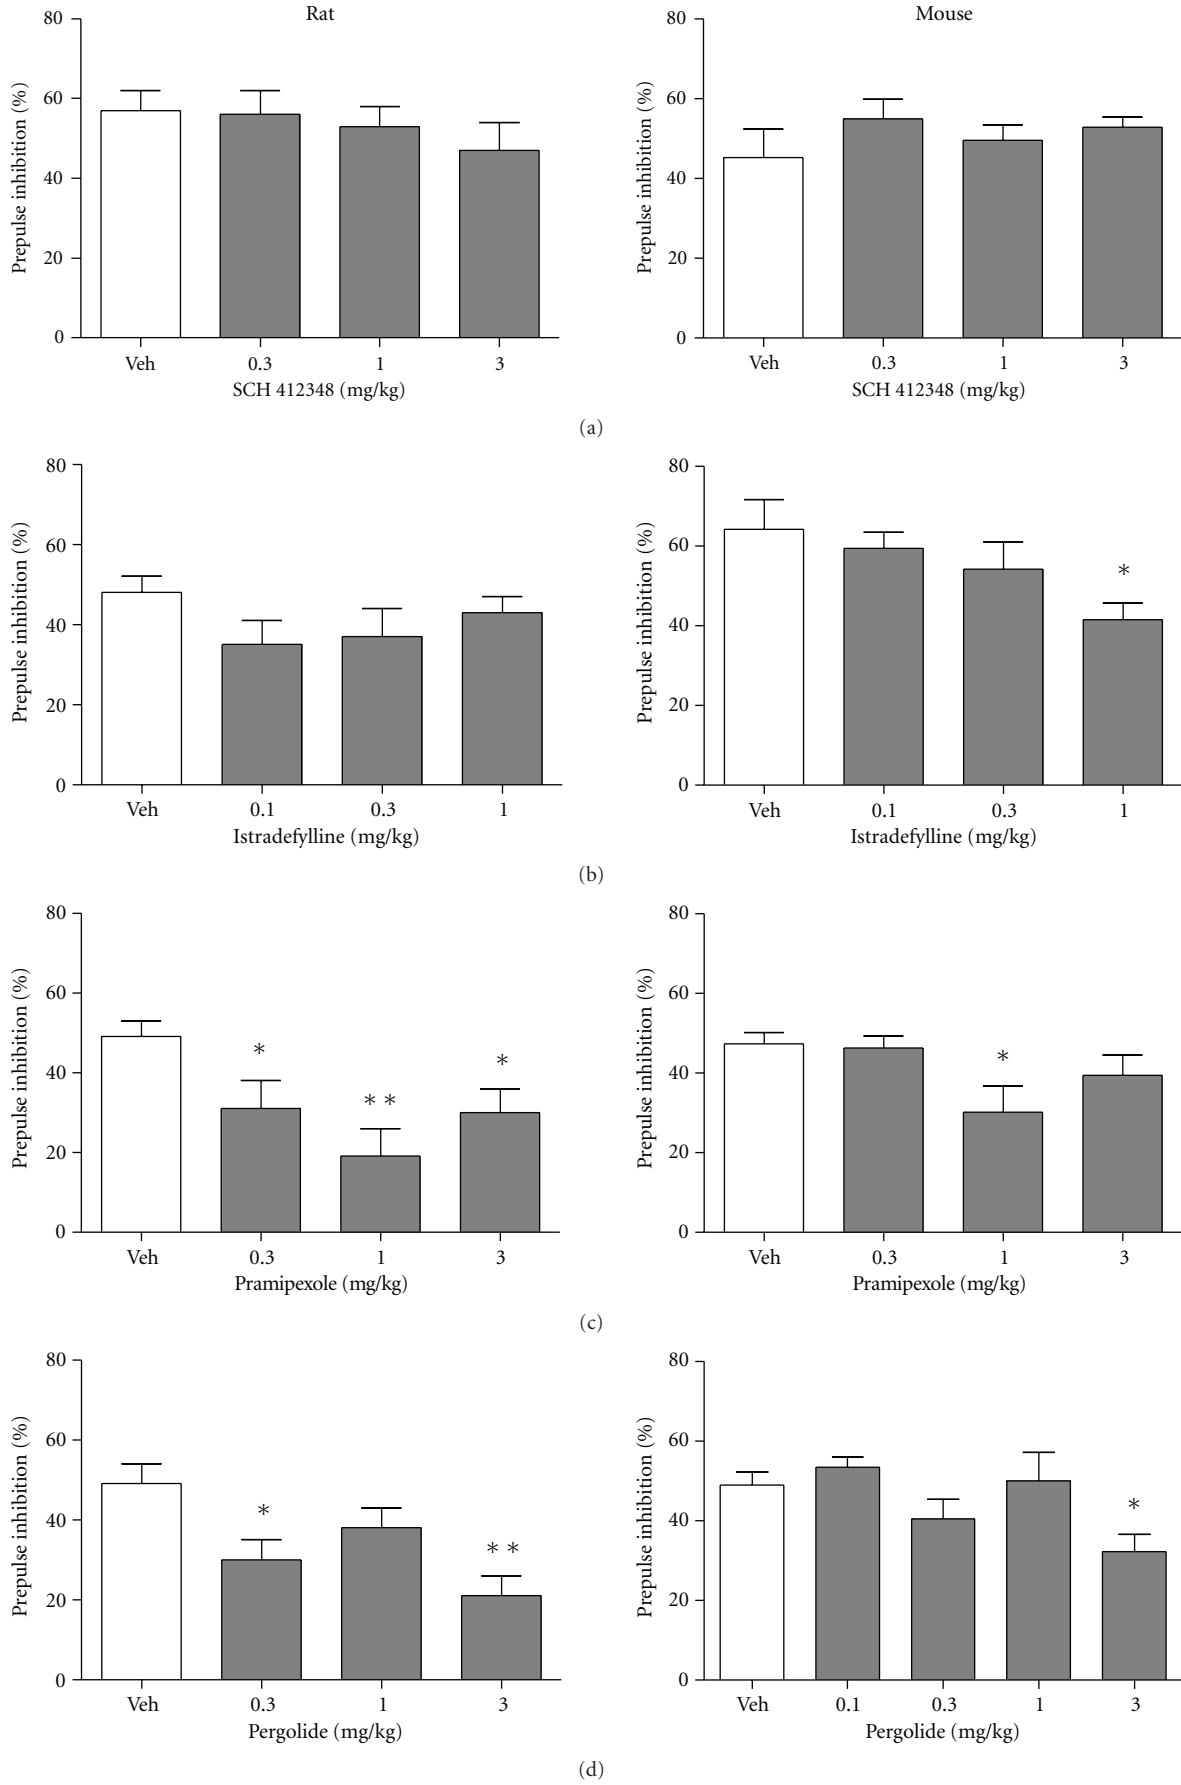 Rat
Mouse
Prepulse inhibition (%)
80
60
40
20
0
Veh 0.3 1 3
SCH 412348 (mg/kg)
Prepulse inhibition (%)
80
60
40
20
0
Veh 0.3 1 3
SCH 412348 (mg/kg)
(a)
Prepulse inhibition (%)
80
60
40
20
0
Veh 0.1 0.3 1
Istradefylline (mg/kg)
Prepulse inhibition (%)
80
60
40
20
0
*
Veh 0.1 0.3 1
Istradefylline (mg/kg)
(b)
Prepulse inhibition (%)
80
60
40
20
0
* ** *
Veh 0.3 1 3
Pramipexole (mg/kg)
Prepulse inhibition (%)
80
60
40
20
0
*
Veh 0.3 1 3
Pramipexole (mg/kg)
(c)
Prepulse inhibition (%)
80
60
40
20
0
* **
Veh 0.3 1 3
Pergolide (mg/kg)
Prepulse inhibition (%)
80
60
40
20
0
*
Veh 0.1 0.3 1 3
Pergolide (mg/kg)
(d)